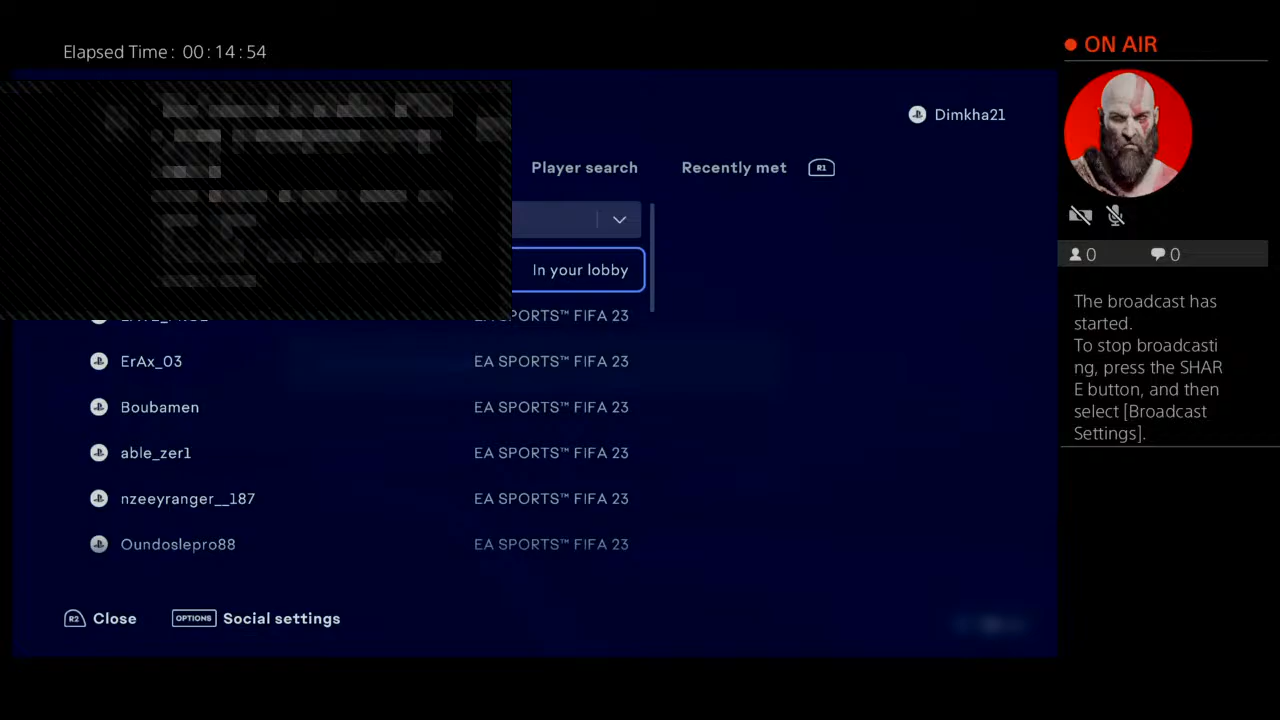 Elapsed Time: 00:14:54
ON AIR
Dimkha21
Player search Recently met R1
In your lobby
0 0
EA SPORTS™ FIFA 23
ErAx_03 EA SPORTS™ FIFA 23
Boubamen EA SPORTS™ FIFA 23
able_zer1 EA SPORTS™ FIFA 23
nzeeyranger__187 EA SPORTS™ FIFA 23
Oundoslepro88 EA SPORTS™ FIFA 23
The broadcast has
started.
To stop broadcasti
ng, press the SHAR
E button, and then
select [Broadcast
Settings].
R2 Close OPTIONS Social settings